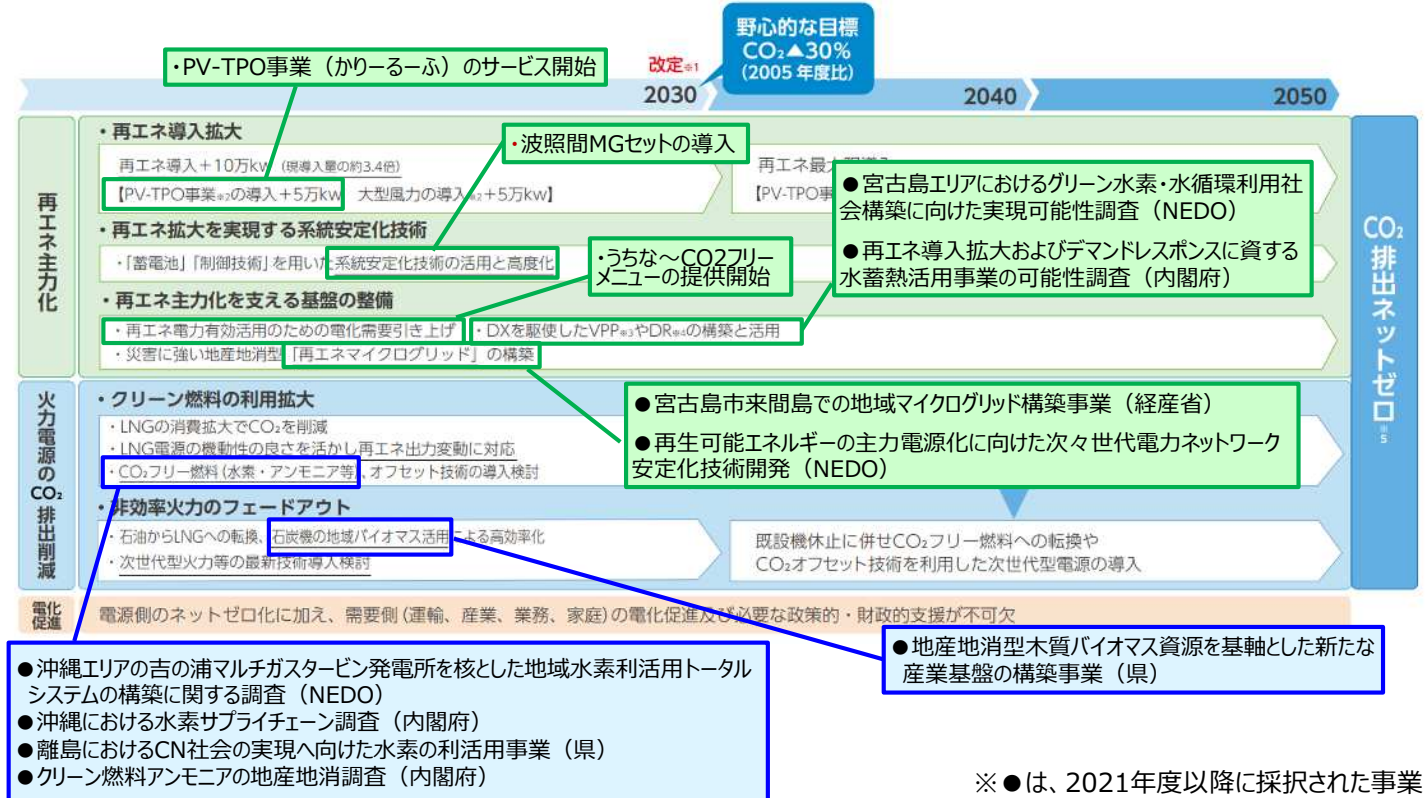 野心的な目標
CO₂▲30%
(2005 年度比)
・PV-TPO事業（かりーるーふ）のサービス開始
改定※1
2030
2040
2050
再エネ主力化
・再エネ導入拡大
再エネ導入＋10万kw (現導入量の約3.4倍)
【PV-TPO事業※2の導入＋5万kw 大型風力の導入※2＋5万kw】
・波照間MGセットの導入
再エネ最
【PV-TPO事
●宮古島エリアにおけるグリーン水素・水循環利用社
会構築に向けた実現可能性調査（NEDO）
●再エネ導入拡大およびデマンドレスポンスに資する
水蓄熱活用事業の可能性調査（内閣府）
・再エネ拡大を実現する系統安定化技術
・「蓄電池」「制御技術」を用いた系統安定化技術の活用と高度化
・うちな～CO2フリー
メニューの提供開始
・再エネ主力化を支える基盤の整備
・再エネ電力有効活用のための電化需要引き上げ ・DXを駆使したVPP※3やDR※4の構築と活用
・災害に強い地産地消型「再エネマイクログリッド」の構築
●宮古島市来間島での地域マイクログリッド構築事業（経産省）
●再生可能エネルギーの主力電源化に向けた次々世代電力ネットワーク
安定化技術開発（NEDO）
CO₂排出ネットゼロ※5
火力電源のCO₂排出削減
・クリーン燃料の利用拡大
・LNGの消費拡大でCO₂を削減
・LNG電源の機動性の良さを活かし再エネ出力変動に対応
・CO₂フリー燃料(水素・アンモニア等)、オフセット技術の導入検討
・非効率火力のフェードアウト
・石油からLNGへの転換、石炭機の地域バイオマス活用による高効率化
・次世代型火力等の最新技術導入検討
既設機休止に併せCO₂フリー燃料への転換や
CO₂オフセット技術を利用した次世代型電源の導入
電化促進
電源側のネットゼロ化に加え、需要側(運輸、産業、業務、家庭)の電化促進及び必要な政策的・財政的支援が不可欠
●沖縄エリアの吉の浦マルチガスタービン発電所を核とした地域水素利活用トータル
システムの構築に関する調査（NEDO）
●沖縄における水素サプライチェーン調査（内閣府）
●離島におけるCN社会の実現へ向けた水素の利活用事業（県）
●クリーン燃料アンモニアの地産地消調査（内閣府）
●地産地消型木質バイオマス資源を基軸とした新たな
産業基盤の構築事業（県）
※●は、2021年度以降に採択された事業